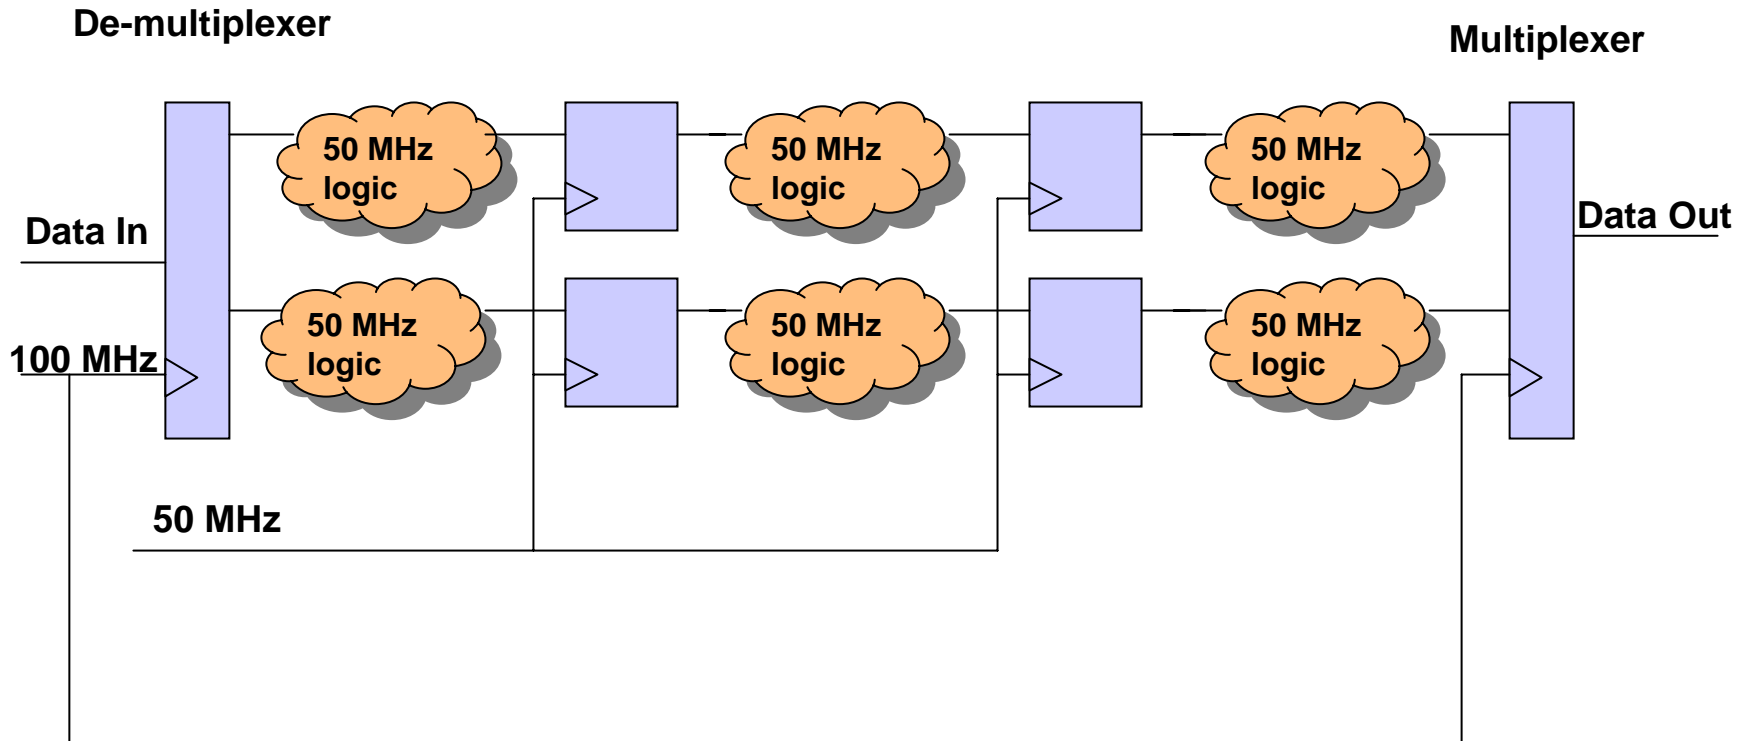 De-multiplexer
Multiplexer
50 MHz
logic
50 MHz
logic
50 MHz
logic
Data In
Data Out
50 MHz
logic
50 MHz
logic
50 MHz
logic
100 MHz
50 MHz